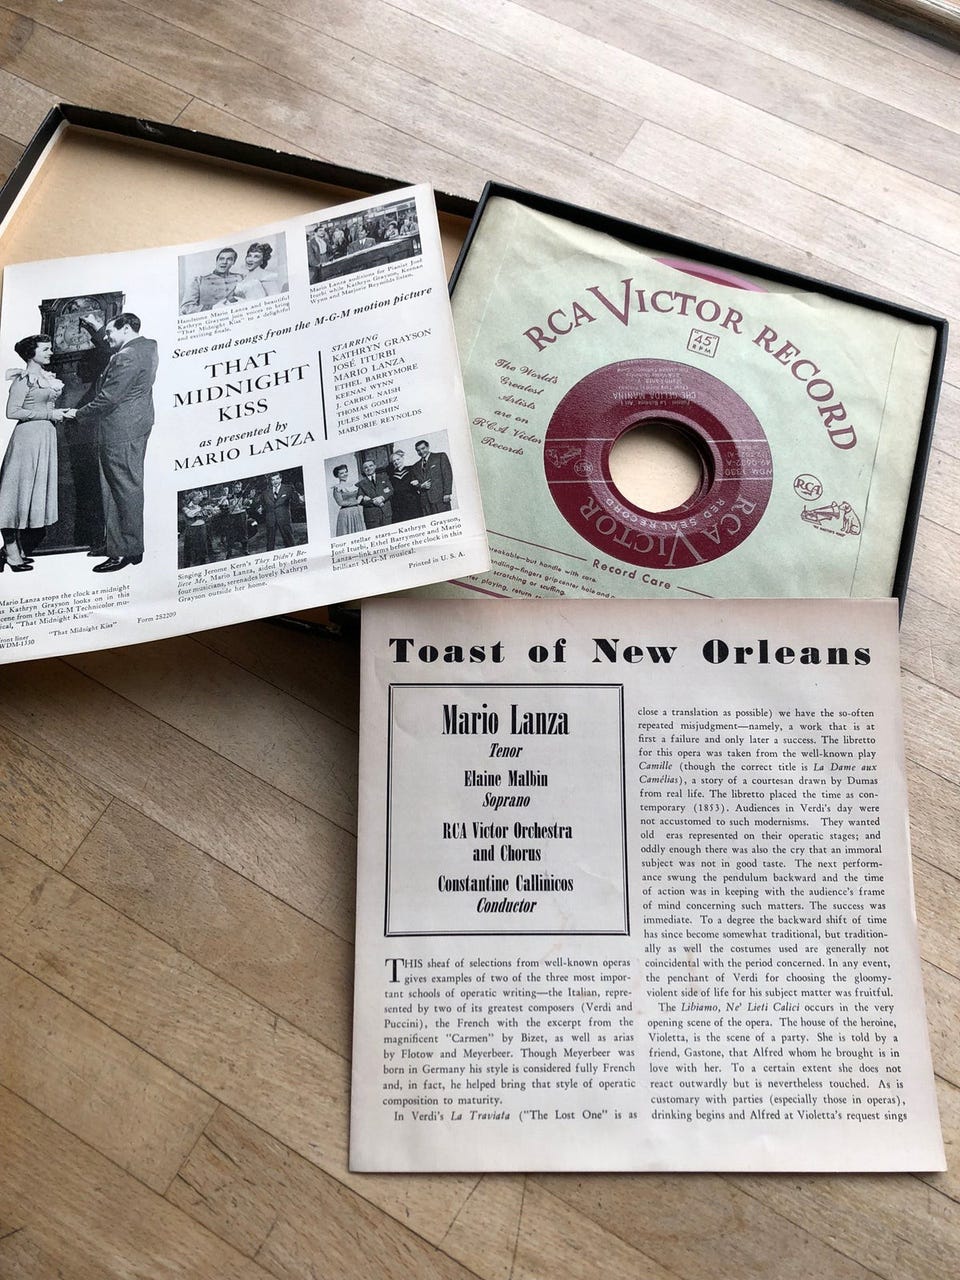 Handsome Mario Lanza and beautiful
Kathryn Grayson join voices to bring
"That Midnight Kiss" to a delightful
and exciting finale.
Mario Lanza auditions for Pianist José
Iturbi while Kathryn Grayson, Keenan
Wynn and Marjorie Reynolds listen.
Scenes and songs from the M-G-M motion picture
THAT
MIDNIGHT
KISS
as presented by
MARIO LANZA
STARRING
KATHRYN GRAYSON
JOSÉ ITURBI
MARIO LANZA
ETHEL BARRYMORE
KEENAN WYNN
J. CARROL NAISH
THOMAS GOMEZ
JULES MUNSHIN
MARJORIE REYNOLDS
Singing Jerome Kern's They Didn't Be-
lieve Me, Mario Lanza, aided by these
four musicians, serenades lovely Kathryn
Grayson outside her home.
Four stellar stars—Kathryn Grayson,
José Iturbi, Ethel Barrymore and Mario
Lanza—link arms before the clock in this
brilliant M-G-M musical.
Printed in U. S. A.
Mario Lanza stops the clock at midnight
as Kathryn Grayson looks on in this
scene from the M-G-M Technicolor mu-
ical, "That Midnight Kiss."
"That Midnight Kiss"
Form 2S2209
front liner
WDM-1330
RCA VICTOR RECORD
"45"
RPM
The World's
Greatest
Artists
are on
R.C.A. Victor
Records
CHE GELIDA MANINA
WDM 1330
49-0632-A
RCA VICTOR
RED SEAL RECORD
RCA
breakable—but handle with care.
Record Care
handling—fingers grip center hole and
scratching or scuffing.
r playing, return
Toast of New Orleans
Mario Lanza
Tenor
Elaine Malbin
Soprano
RCA Victor Orchestra
and Chorus
Constantine Callinicos
Conductor
THIS sheaf of selections from well-known operas
gives examples of two of the three most impor-
tant schools of operatic writing—the Italian, repre-
sented by two of its greatest composers (Verdi and
Puccini), the French with the excerpt from the
magnificent "Carmen" by Bizet, as well as arias
by Flotow and Meyerbeer. Though Meyerbeer was
born in Germany his style is considered fully French
and, in fact, he helped bring that style of operatic
composition to maturity.
In Verdi's La Traviata ("The Lost One" is as
close a translation as possible) we have the so-often
repeated misjudgment—namely, a work that is at
first a failure and only later a success. The libretto
for this opera was taken from the well-known play
Camille (though the correct title is La Dame aux
Camélias), a story of a courtesan drawn by Dumas
from real life. The libretto placed the time as con-
temporary (1853). Audiences in Verdi's day were
not accustomed to such modernisms. They wanted
old eras represented on their operatic stages; and
oddly enough there was also the cry that an immoral
subject was not in good taste. The next perform-
ance swung the pendulum backward and the time
of action was in keeping with the audience's frame
of mind concerning such matters. The success was
immediate. To a degree the backward shift of time
has since become somewhat traditional, but tradition-
ally as well the costumes used are generally not
coincidental with the period concerned. In any event,
the penchant of Verdi for choosing the gloomy-
violent side of life for his subject matter was fruitful.
The Libiamo, Ne' Lieti Calici occurs in the very
opening scene of the opera. The house of the heroine,
Violetta, is the scene of a party. She is told by a
friend, Gastone, that Alfred whom he brought is in
love with her. To a certain extent she does not
react outwardly but is nevertheless touched. As is
customary with parties (especially those in operas),
drinking begins and Alfred at Violetta's request sings